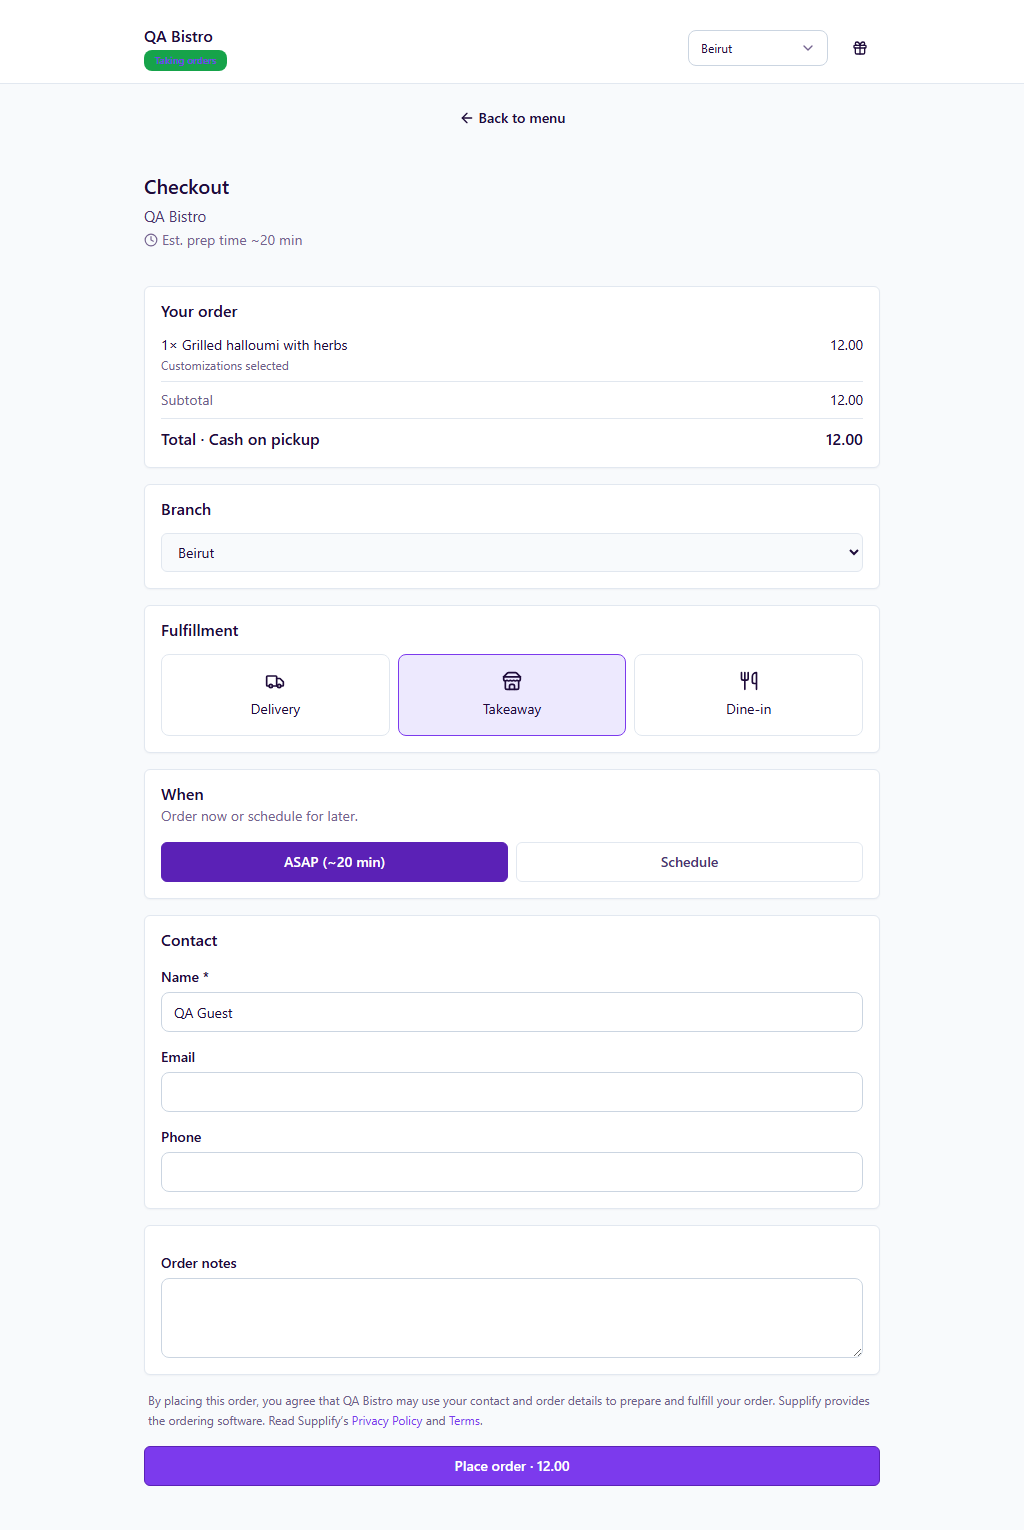 QA Bistro
Beirut
Back to menu
Checkout
QA Bistro
Est. prep time ~20 min
Your order
1× Grilled halloumi with herbs 12.00
Customizations selected
Subtotal 12.00
Total · Cash on pickup 12.00
Branch
Beirut
Fulfillment
Delivery Takeaway Dine-in
When
Order now or schedule for later.
ASAP (~20 min) Schedule
Contact
Name *
QA Guest
Email
Phone
Order notes
By placing this order, you agree that QA Bistro may use your contact and order details to prepare and fulfill your order. Supplify provides
the ordering software. Read Supplify’s Privacy Policy and Terms.
Place order · 12.00